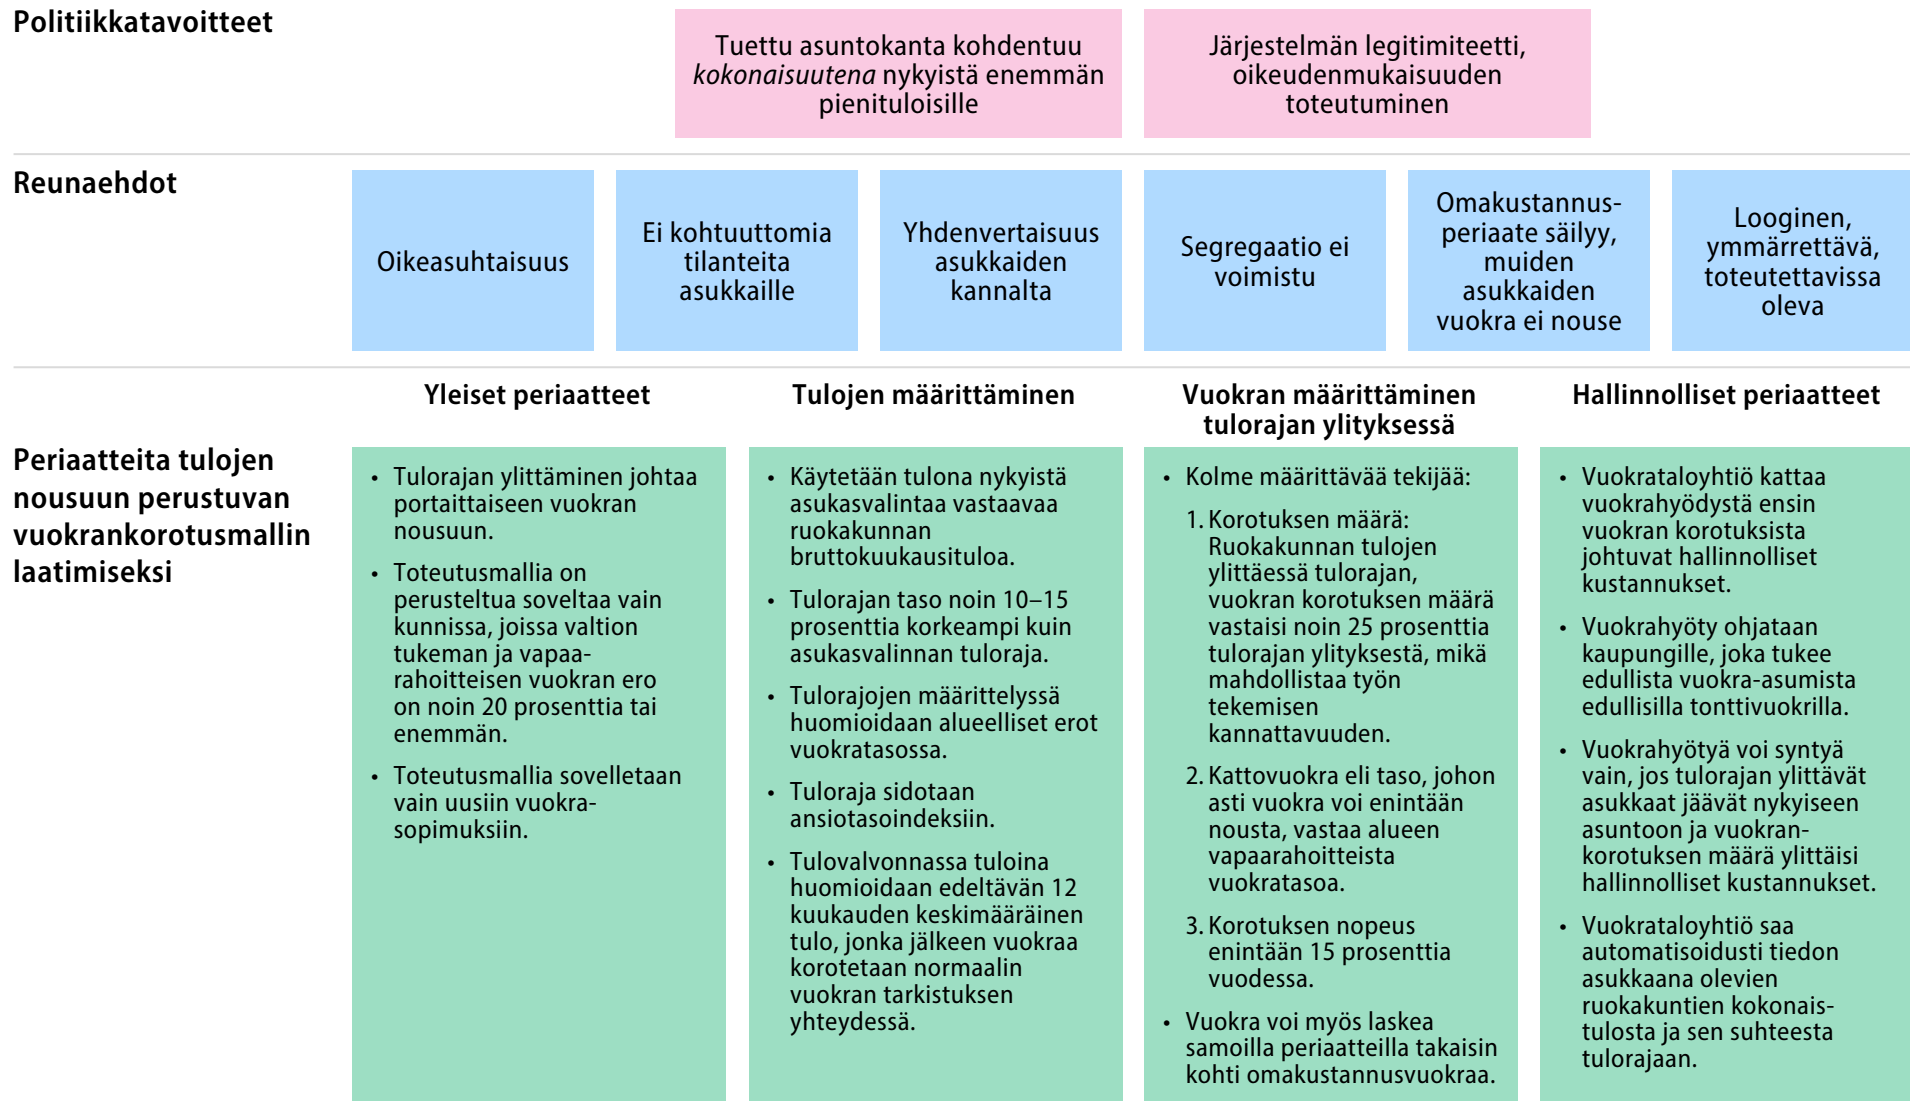 Politiikkatavoitteet
Tuettu asuntokanta kohdentuu
kokonaisuutena nykyistä enemmän
pienituloisille
Järjestelmän legitimiteetti,
oikeudenmukaisuuden
toteutuminen
Reunaehdot
Oikeasuhtaisuus
Ei kohtuuttomia
tilanteita
asukkaille
Yhdenvertaisuus
asukkaiden
kannalta
Segregaatio ei
voimistu
Omakustannus-
periaate säilyy,
muiden
asukkaiden
vuokra ei nouse
Looginen,
ymmärrettävä,
toteutettavissa
oleva
Periaatteita tulojen
nousuun perustuvan
vuokrankorotusmallin
laatimiseksi
Yleiset periaatteet
• Tulorajan ylittäminen johtaa
portaittaiseen vuokran
nousuun.
• Toteutusmallia on
perusteltua soveltaa vain
kunnissa, joissa valtion
tukeman ja vapaa-
rahoitteisen vuokran ero
on noin 20 prosenttia tai
enemmän.
• Toteutusmallia sovelletaan
vain uusiin vuokra-
sopimuksiin.
Tulojen määrittäminen
• Käytetään tulona nykyistä
asukasvalintaa vastaavaa
ruokakunnan
bruttokuukausituloa.
• Tulorajan taso noin 10–15
prosenttia korkeampi kuin
asukasvalinnan tuloraja.
• Tulorajojen määrittelyssä
huomioidaan alueelliset erot
vuokratasossa.
• Tuloraja sidotaan
ansiotasoindeksiin.
• Tulovalvonnassa tuloina
huomioidaan edeltävän 12
kuukauden keskimääräinen
tulo, jonka jälkeen vuokraa
korotetaan normaalin
vuokran tarkistuksen
yhteydessä.
Vuokran määrittäminen
tulorajan ylityksessä
• Kolme määrittävää tekijää:
1. Korotuksen määrä:
Ruokakunnan tulojen
ylittäessä tulorajan,
vuokran korotuksen määrä
vastaisi noin 25 prosenttia
tulorajan ylityksestä, mikä
mahdollistaa työn
tekemisen
kannattavuuden.
2. Kattovuokra eli taso, johon
asti vuokra voi enintään
nousta, vastaa alueen
vapaarahoitteista
vuokratasoa.
3. Korotuksen nopeus
enintään 15 prosenttia
vuodessa.
• Vuokra voi myös laskea
samoilla periaatteilla takaisin
kohti omakustannusvuokraa.
Hallinnolliset periaatteet
• Vuokrataloyhtiö kattaa
vuokrahyödystä ensin
vuokran korotuksista
johtuvat hallinnolliset
kustannukset.
• Vuokrahyöty ohjataan
kaupungille, joka tukee
edullista vuokra-asumista
edullisilla tonttivuokrilla.
• Vuokrahyötyä voi syntyä
vain, jos tulorajan ylittävät
asukkaat jäävät nykyiseen
asuntoon ja vuokran-
korotuksen määrä ylittäisi
hallinnolliset kustannukset.
• Vuokrataloyhtiö saa
automatisoidusti tiedon
asukkaana olevien
ruokakuntien kokonais-
tulosta ja sen suhteesta
tulorajaan.